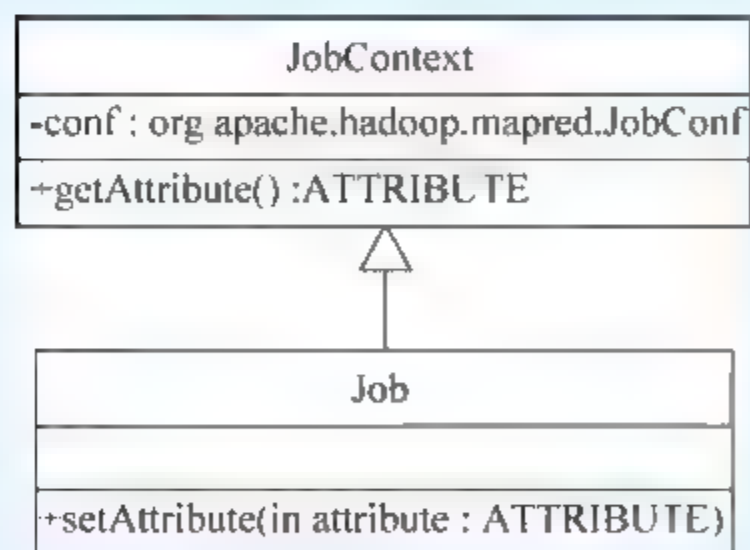 JobContext
-conf : org apache.hadoop.mapred.JobConf
+getAttribute() :ATTRIBUTE
Job
+setAttribute(in attribute : ATTRIBUTE)